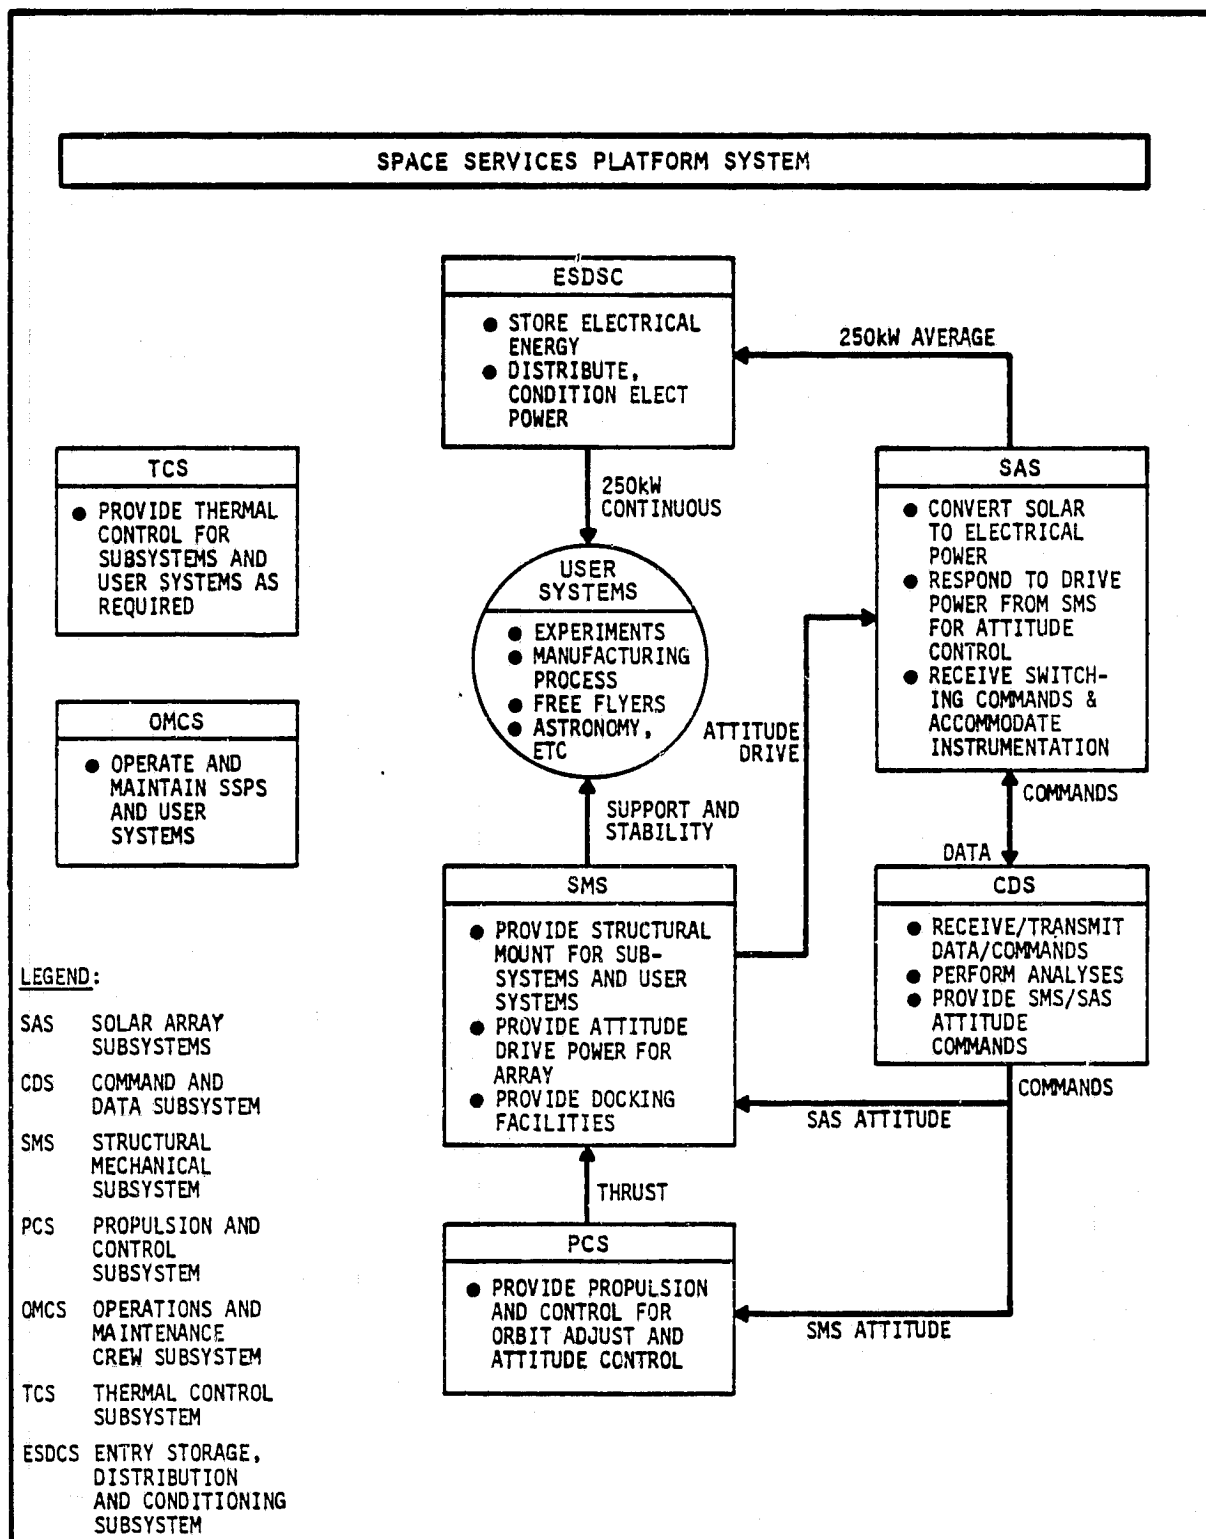 SPACE SERVICES PLATFORM SYSTEM
ESDSC
● STORE ELECTRICAL
ENERGY
● DISTRIBUTE,
CONDITION ELECT
POWER
250kW AVERAGE
250kW
CONTINUOUS
TCS
● PROVIDE THERMAL
CONTROL FOR
SUBSYSTEMS AND
USER SYSTEMS AS
REQUIRED
SAS
● CONVERT SOLAR
TO ELECTRICAL
POWER
● RESPOND TO DRIVE
POWER FROM SMS
FOR ATTITUDE
CONTROL
● RECEIVE SWITCH-
ING COMMANDS &
ACCOMMODATE
INSTRUMENTATION
USER
SYSTEMS
● EXPERIMENTS
● MANUFACTURING
PROCESS
● FREE FLYERS
● ASTRONOMY,
ETC
ATTITUDE
DRIVE
OMCS
● OPERATE AND
MAINTAIN SSPS
AND USER
SYSTEMS
SUPPORT AND
STABILITY
COMMANDS
DATA
SMS
● PROVIDE STRUCTURAL
MOUNT FOR SUB-
SYSTEMS AND USER
SYSTEMS
● PROVIDE ATTITUDE
DRIVE POWER FOR
ARRAY
● PROVIDE DOCKING
FACILITIES
CDS
● RECEIVE/TRANSMIT
DATA/COMMANDS
● PERFORM ANALYSES
● PROVIDE SMS/SAS
ATTITUDE
COMMANDS
COMMANDS
SAS ATTITUDE
THRUST
PCS
● PROVIDE PROPULSION
AND CONTROL FOR
ORBIT ADJUST AND
ATTITUDE CONTROL
SMS ATTITUDE
LEGEND:
SAS SOLAR ARRAY
SUBSYSTEMS
CDS COMMAND AND
DATA SUBSYSTEM
SMS STRUCTURAL
MECHANICAL
SUBSYSTEM
PCS PROPULSION AND
CONTROL
SUBSYSTEM
OMCS OPERATIONS AND
MAINTENANCE
CREW SUBSYSTEM
TCS THERMAL CONTROL
SUBSYSTEM
ESDCS ENTRY STORAGE,
DISTRIBUTION
AND CONDITIONING
SUBSYSTEM